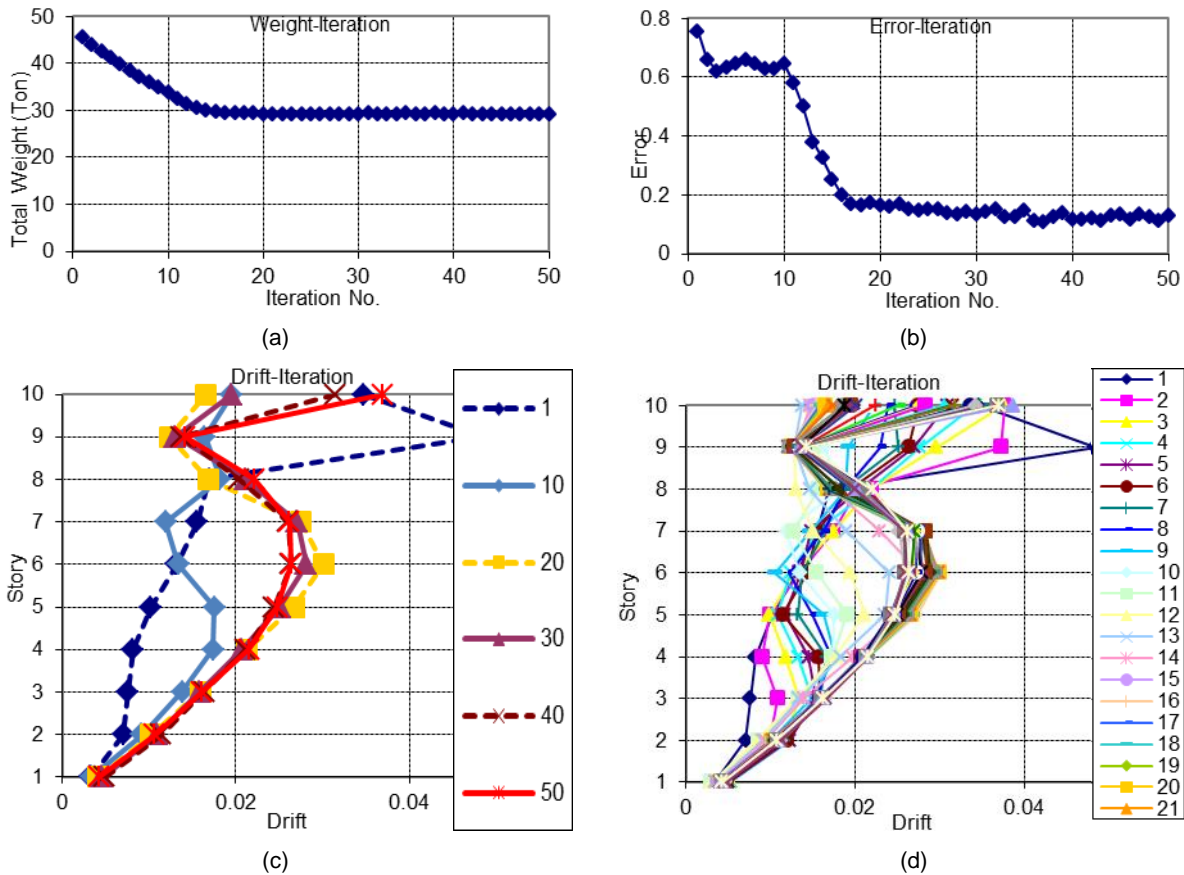 Weight-Iteration
50
40
30
20
10
0
Total Weight (Ton)
0 10 20 30 40 50
Iteration No.
(a)
Error-Iteration
0.8
0.6
0.4
0.2
0
Error
0 10 20 30 40 50
Iteration No.
(b)
Drift-Iteration
10
9
8
7
6
5
4
3
2
1
Story
0 0.02 0.04
Drift
1
10
20
30
40
50
(c)
Drift-Iteration
10
9
8
7
6
5
4
3
2
1
Story
0 0.02 0.04
Drift
1
2
3
4
5
6
7
8
9
10
11
12
13
14
15
16
17
18
19
20
21
(d)